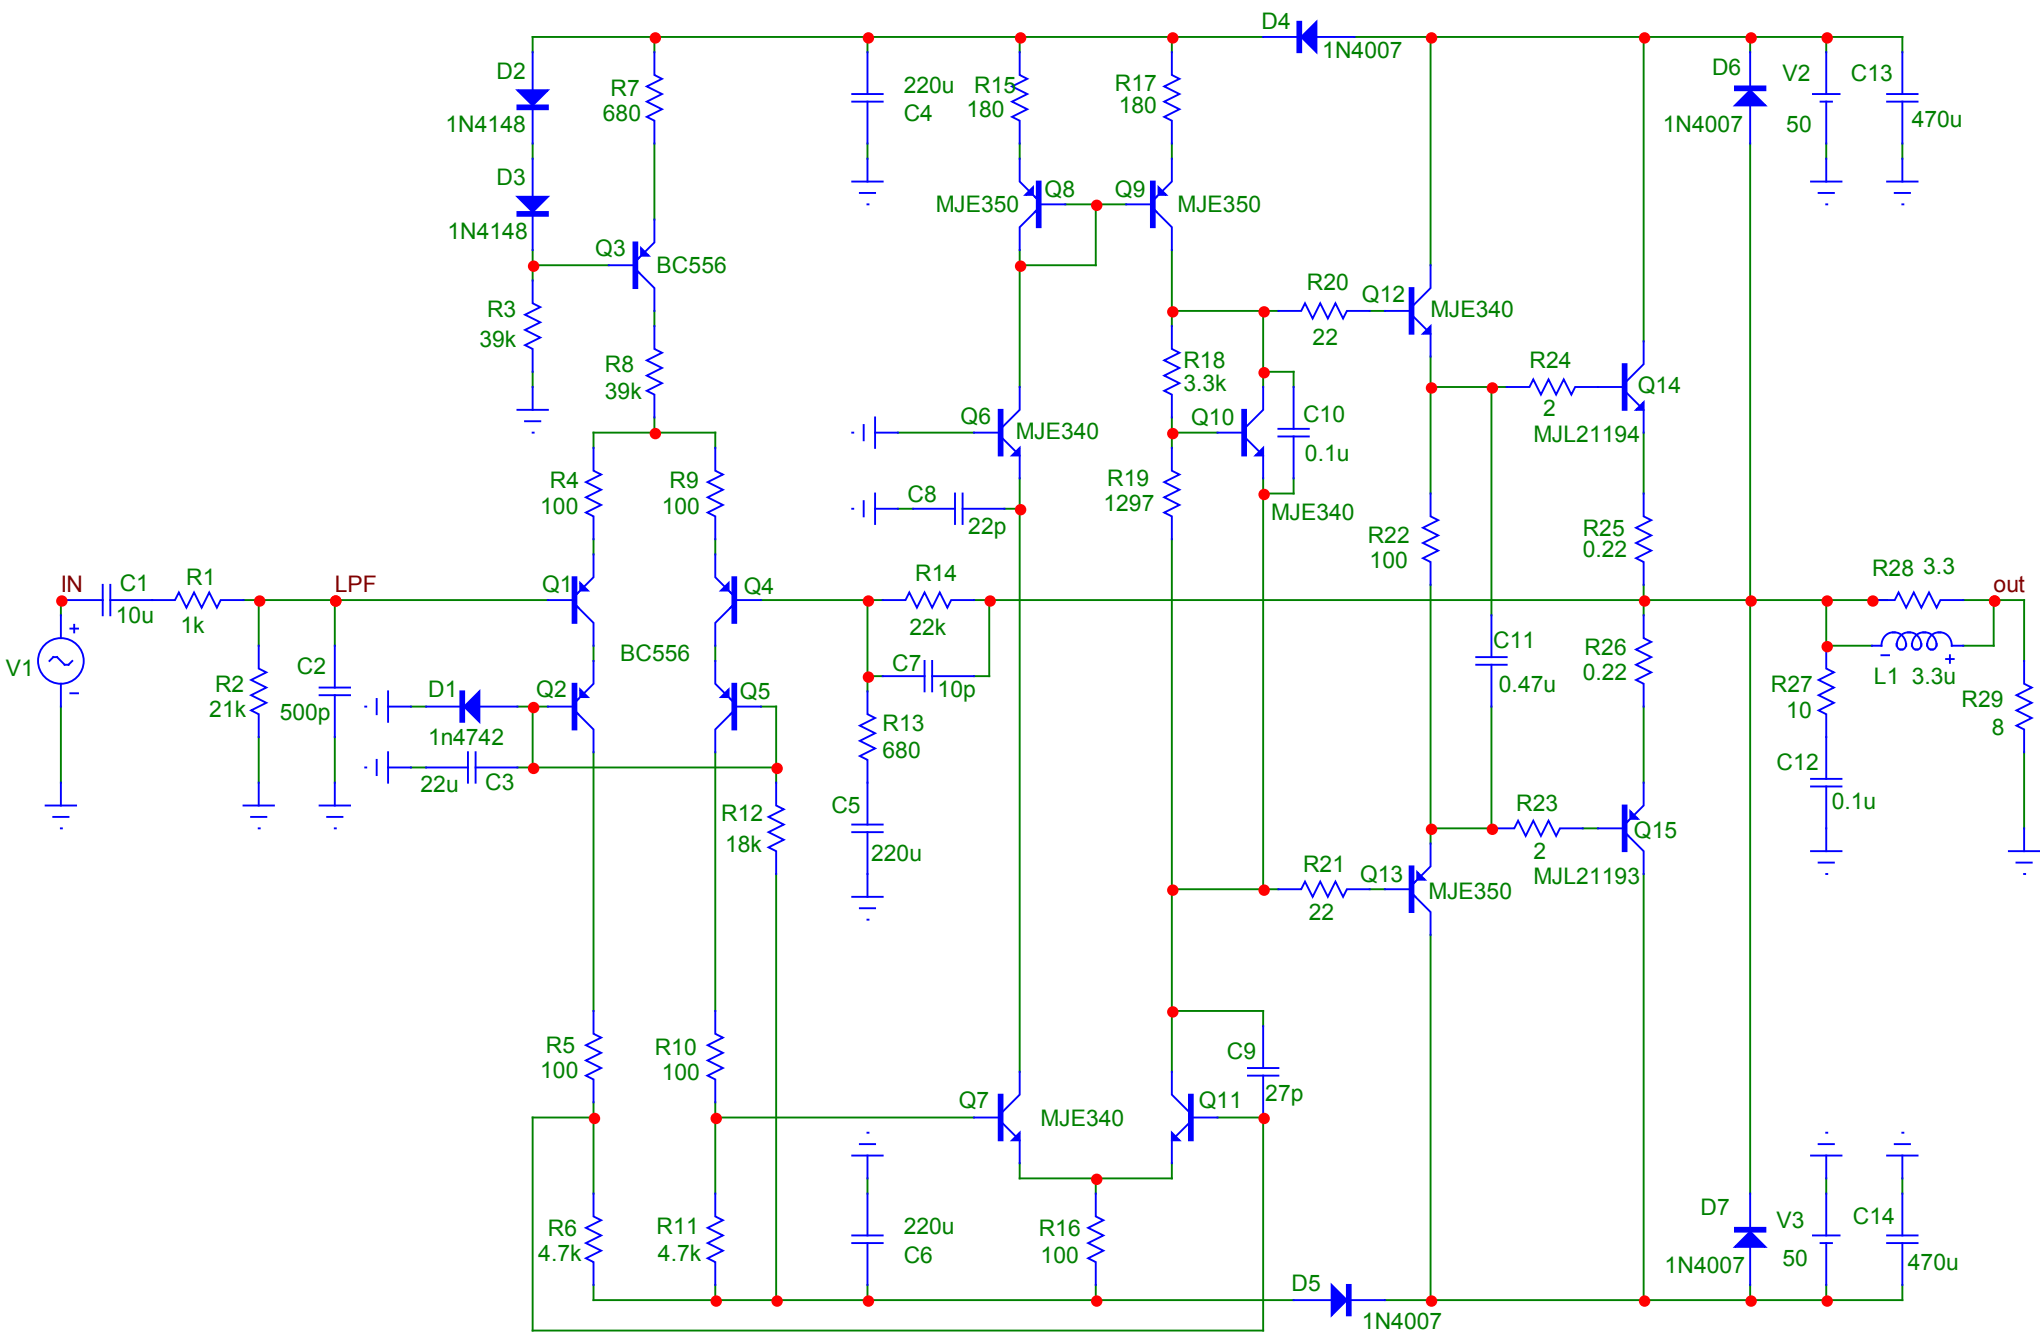 D4
1N4007
D2
1N4148
R7
680
220u
C4
R15
180
R17
180
D6
1N4007
V2
50
C13
470u
D3
1N4148
Q8
MJE350
Q9
MJE350
Q3
BC556
R3
39k
R8
39k
R20
22
Q12
MJE340
R18
3.3k
R24
2
Q14
MJL21194
Q6
MJE340
Q10
C10
0.1u
MJE340
R4
100
R9
100
C8
22p
R19
1297
R22
100
R25
0.22
IN
C1
10u
R1
1k
LPF
Q1
Q4
R14
22k
R28 3.3
out
V1
R2
21k
C2
500p
BC556
C7
10p
C11
0.47u
R26
0.22
L1 3.3u
D1
1n4742
Q2
Q5
R13
680
R27
10
R29
8
22u
C3
R12
18k
C5
220u
C12
0.1u
R23
2
Q15
MJL21193
R21
22
Q13
MJE350
R5
100
R10
100
C9
27p
Q7
MJE340
Q11
R6
4.7k
R11
4.7k
220u
C6
R16
100
D7
1N4007
V3
50
C14
470u
D5
1N4007